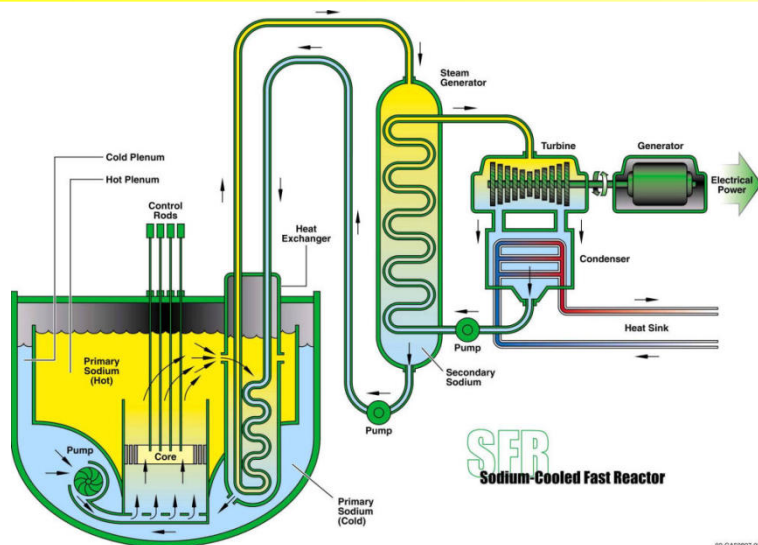 Steam
Generator
Cold Plenum
Hot Plenum
Control
Rods
Heat
Exchanger
Turbine
Generator
Electrical
Power
Condenser
Heat Sink
Primary
Sodium
(Hot)
Pump
Secondary
Sodium
Pump
Pump
Core
Primary
Sodium
(Cold)
SFR
Sodium-Cooled Fast Reactor